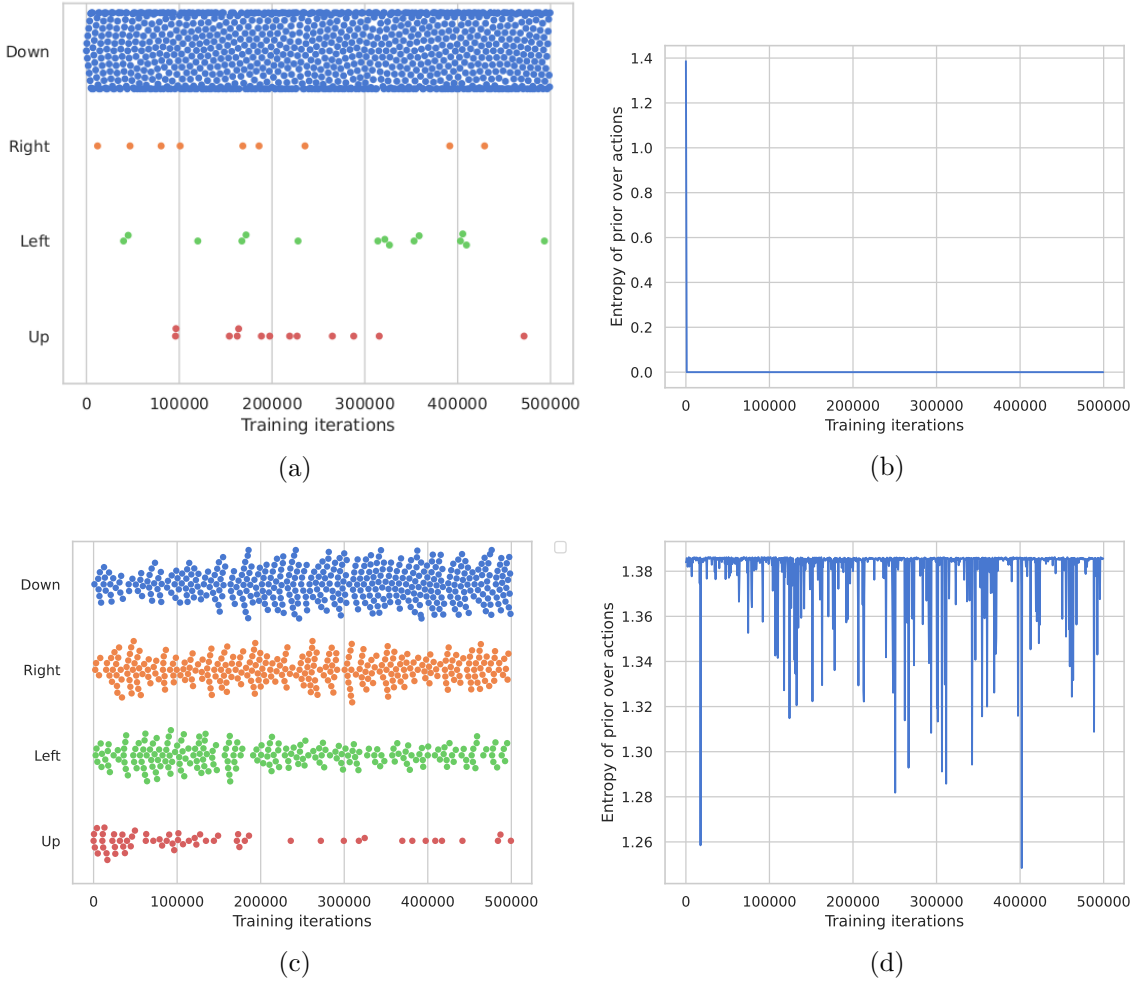 Down
Right
Left
Up
0 100000 200000 300000 400000 500000
Training iterations
(a)
Entropy of prior over actions
1.4
1.2
1.0
0.8
0.6
0.4
0.2
0.0
0 100000 200000 300000 400000 500000
Training iterations
(b)
Down
Right
Left
Up
0 100000 200000 300000 400000 500000
Training iterations
(c)
Entropy of prior over actions
1.38
1.36
1.34
1.32
1.30
1.28
1.26
0 100000 200000 300000 400000 500000
Training iterations
(d)